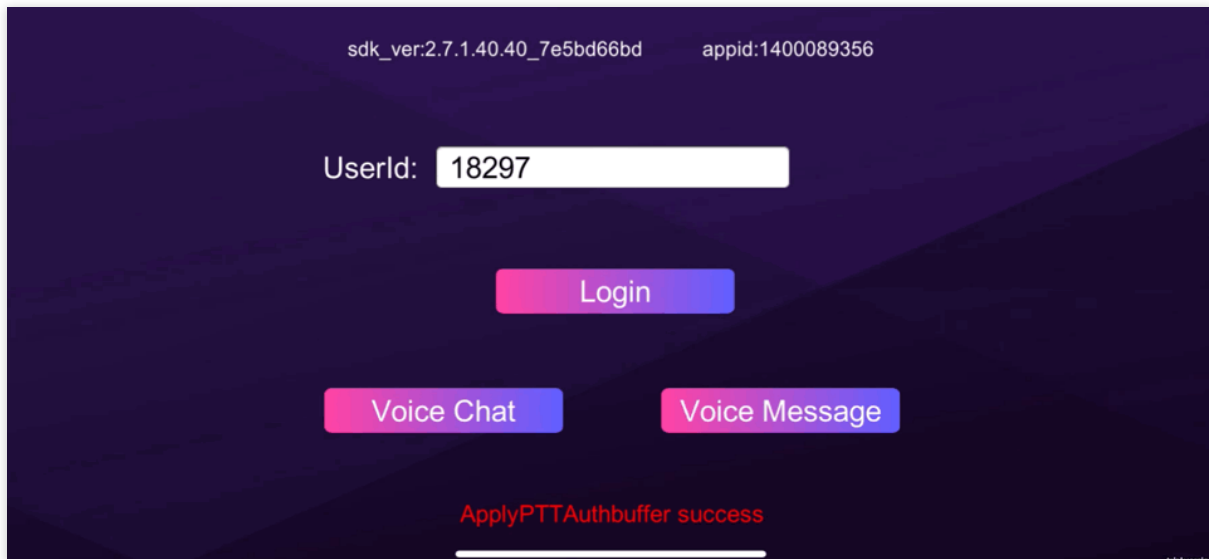 sdk_ver:2.7.1.40.40_7e5bd66bd appid:1400089356
UserId: 18297
Login
Voice Chat Voice Message
ApplyPTTAuthbuffer success